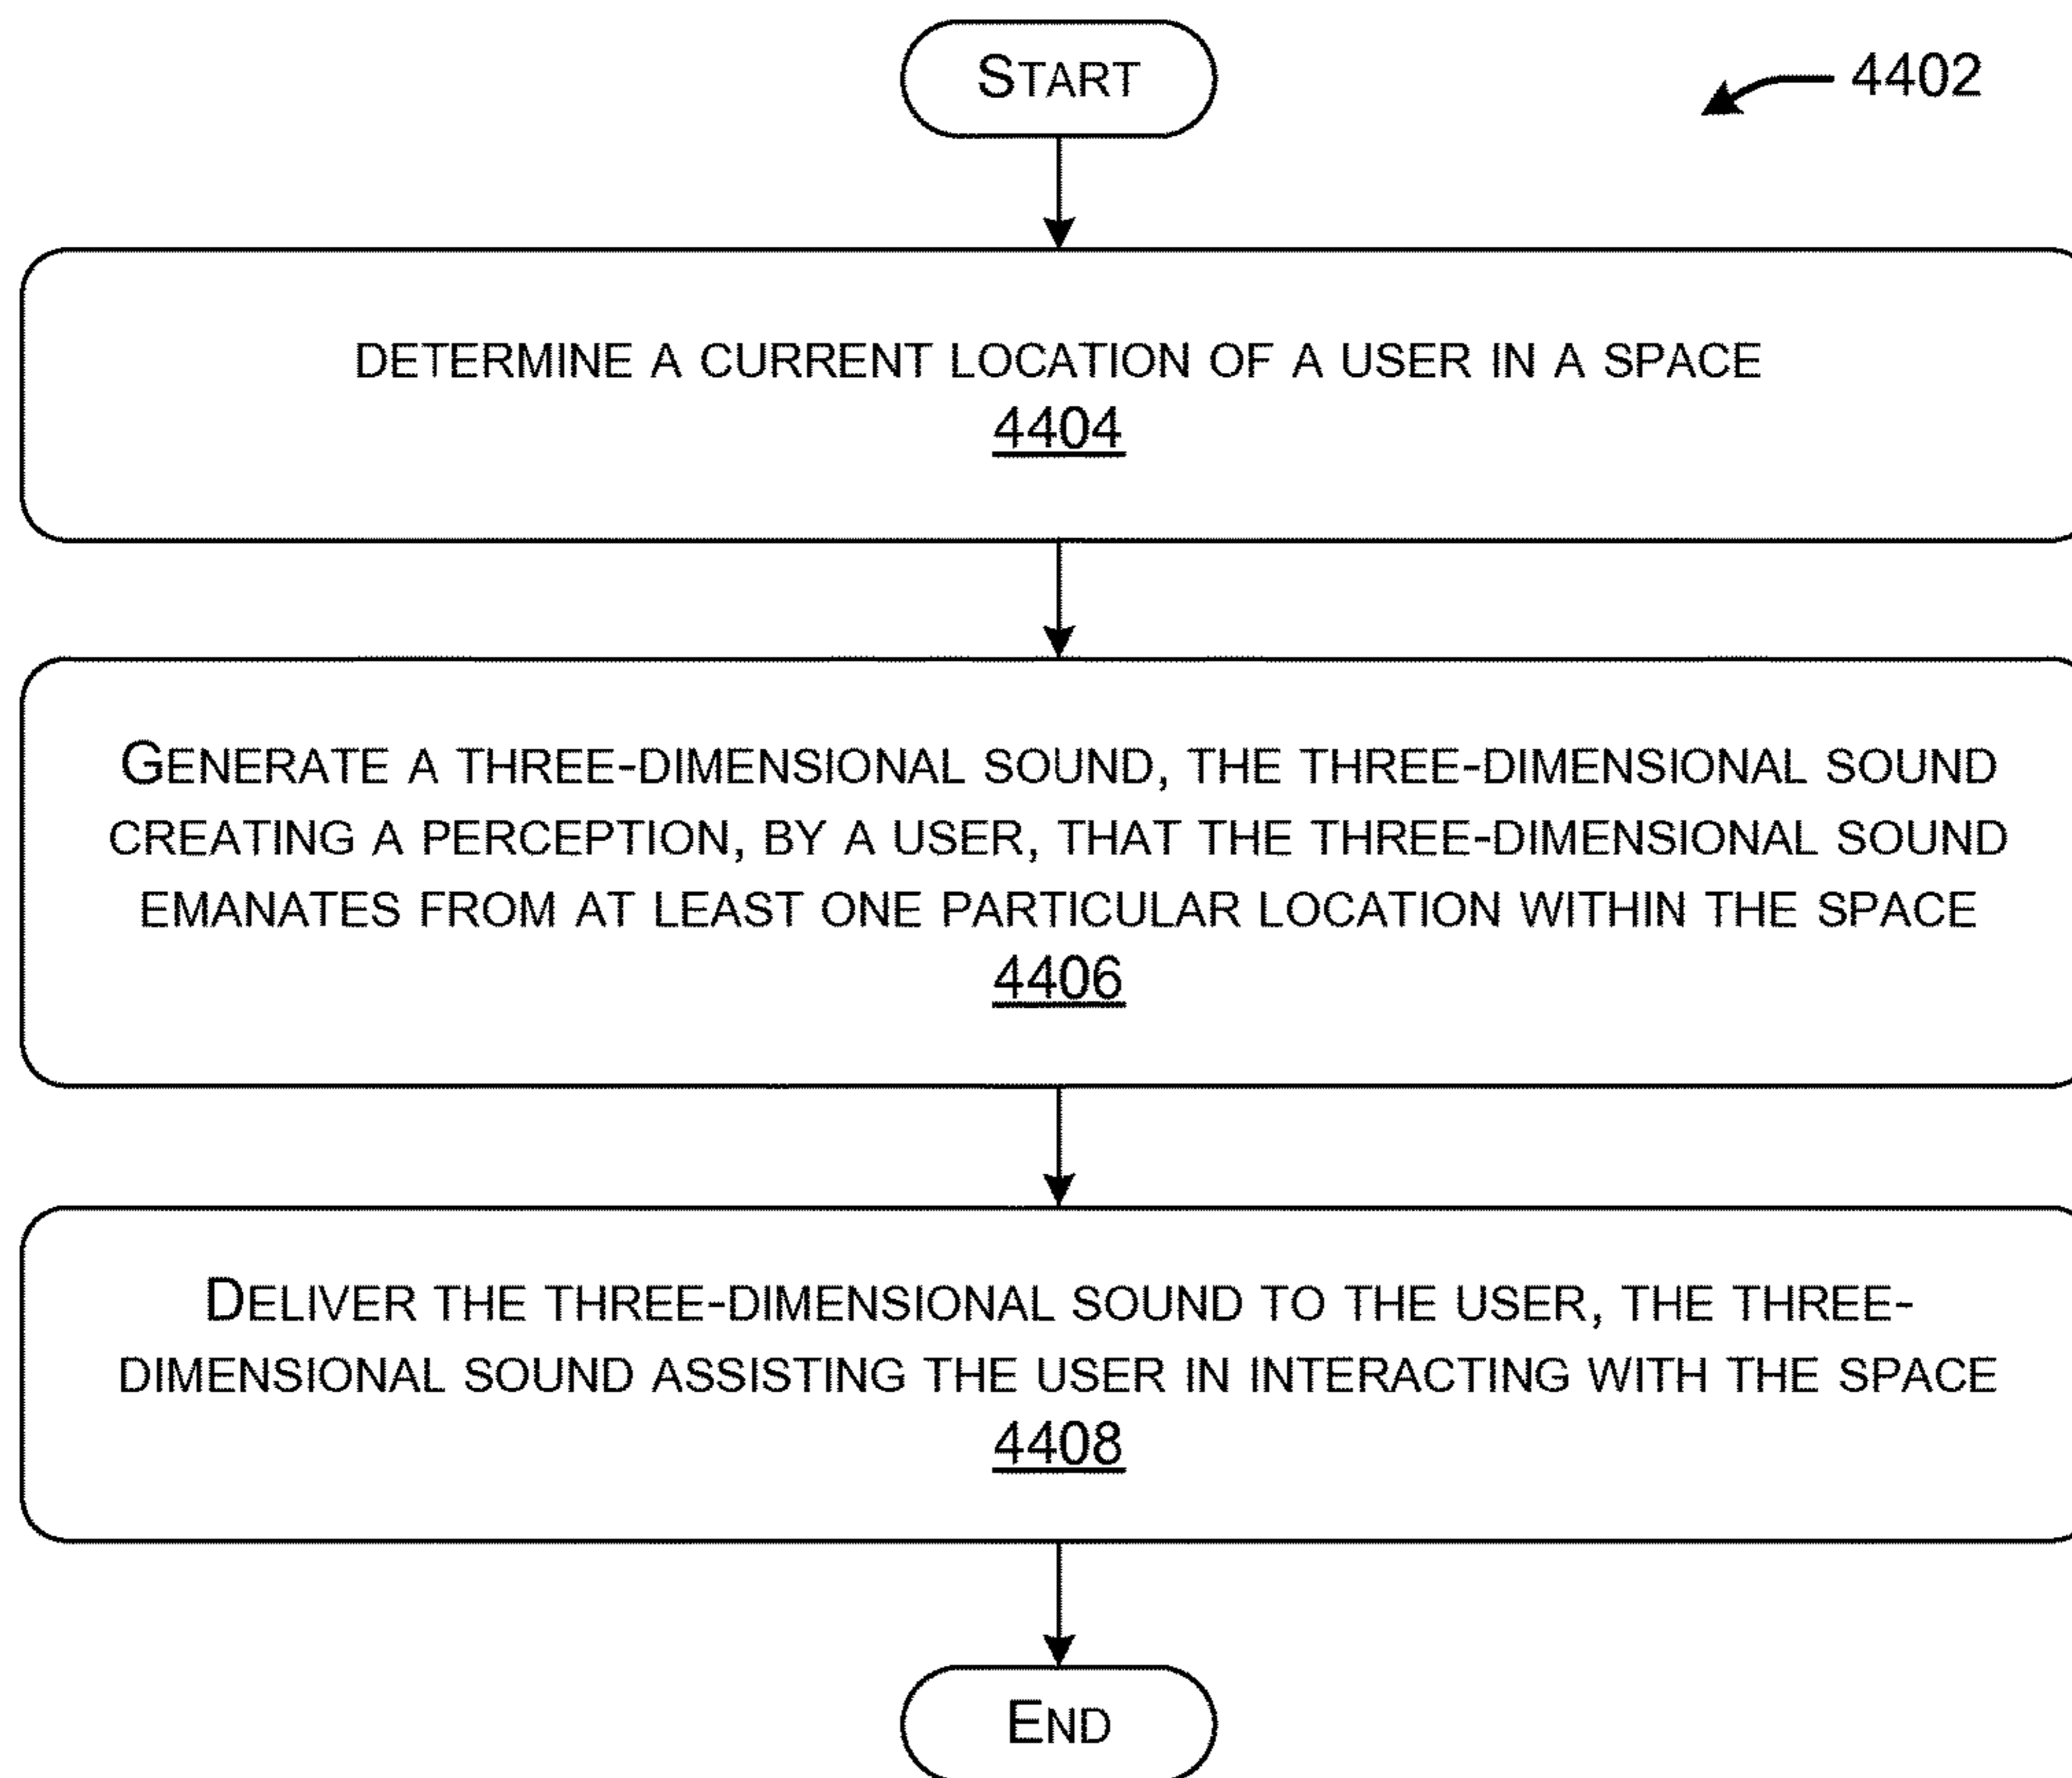 START
4402
DETERMINE A CURRENT LOCATION OF A USER IN A SPACE
4404
GENERATE A THREE-DIMENSIONAL SOUND, THE THREE-DIMENSIONAL SOUND
CREATING A PERCEPTION, BY A USER, THAT THE THREE-DIMENSIONAL SOUND
EMANATES FROM AT LEAST ONE PARTICULAR LOCATION WITHIN THE SPACE
4406
DELIVER THE THREE-DIMENSIONAL SOUND TO THE USER, THE THREE-
DIMENSIONAL SOUND ASSISTING THE USER IN INTERACTING WITH THE SPACE
4408
END